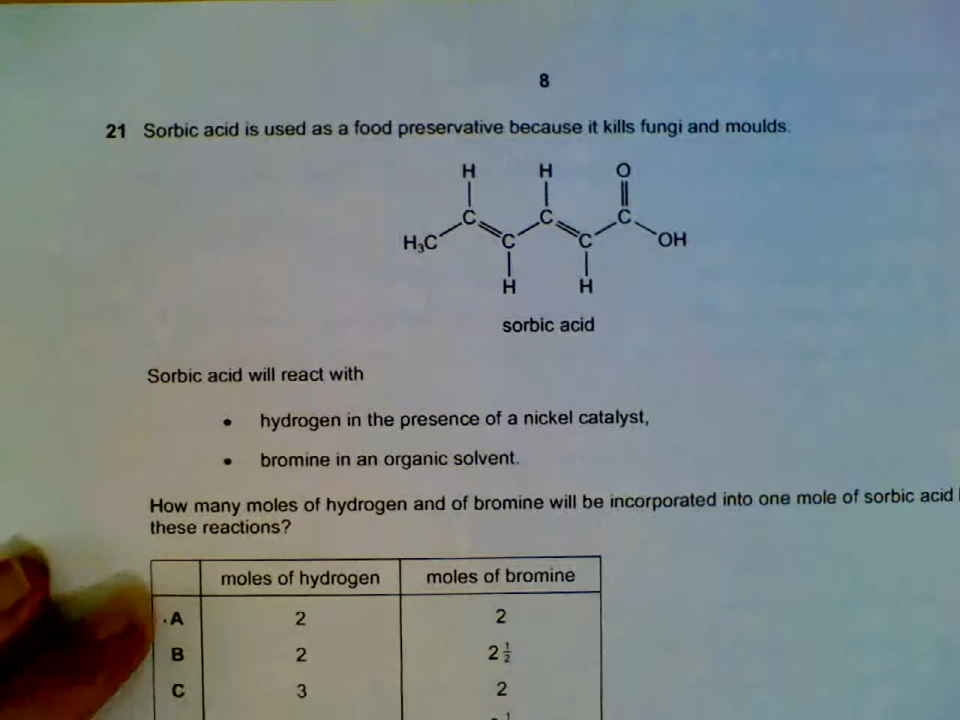 8
21 Sorbic acid is used as a food preservative because it kills fungi and moulds.
H H O
C C C
H₃C C C OH
H H
sorbic acid
Sorbic acid will react with
• hydrogen in the presence of a nickel catalyst,
• bromine in an organic solvent.
How many moles of hydrogen and of bromine will be incorporated into one mole of sorbic acid
these reactions?
moles of hydrogen moles of bromine
A 2 2
B 2 2½
C 3 2